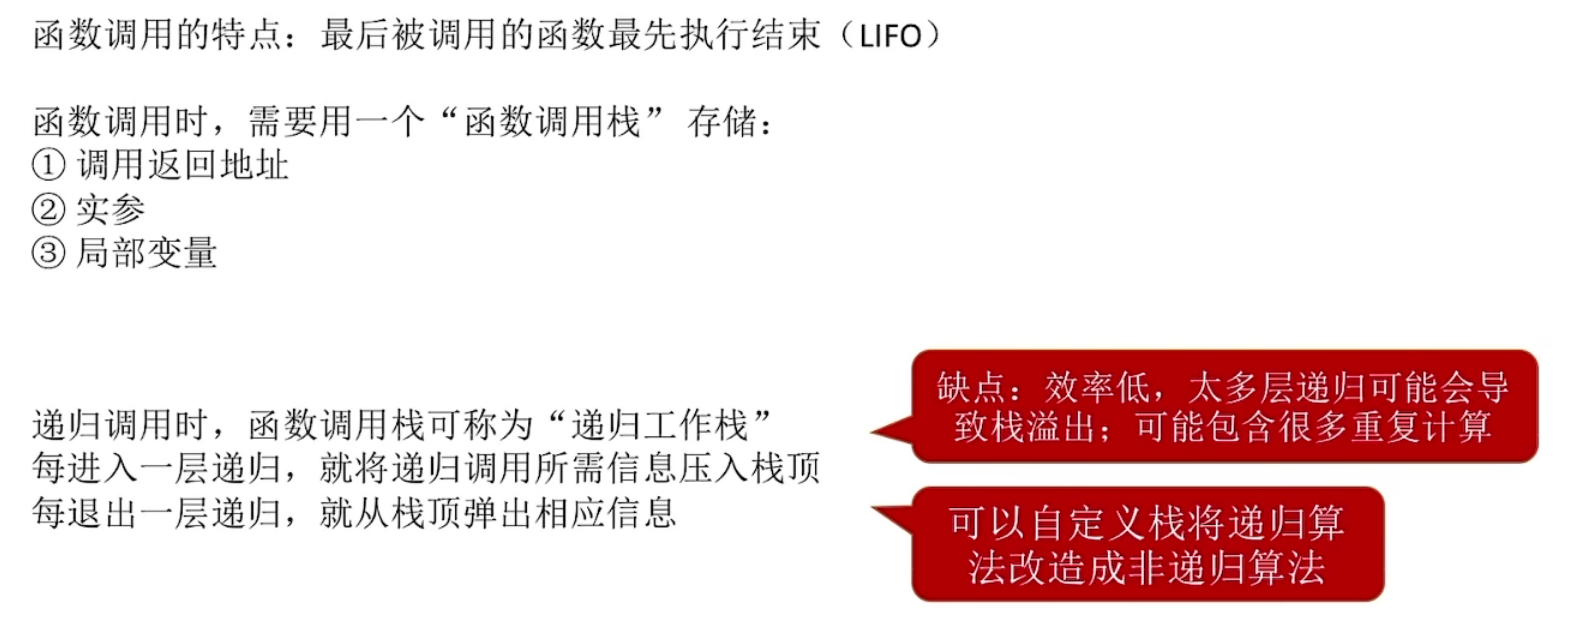 函数调用的特点：最后被调用的函数最先执行结束（LIFO）
函数调用时，需要用一个“函数调用栈” 存储：
① 调用返回地址
② 实参
③ 局部变量
递归调用时，函数调用栈可称为“递归工作栈”
每进入一层递归，就将递归调用所需信息压入栈顶
每退出一层递归，就从栈顶弹出相应信息
缺点：效率低，太多层递归可能会导
致栈溢出；可能包含很多重复计算
可以自定义栈将递归算
法改造成非递归算法